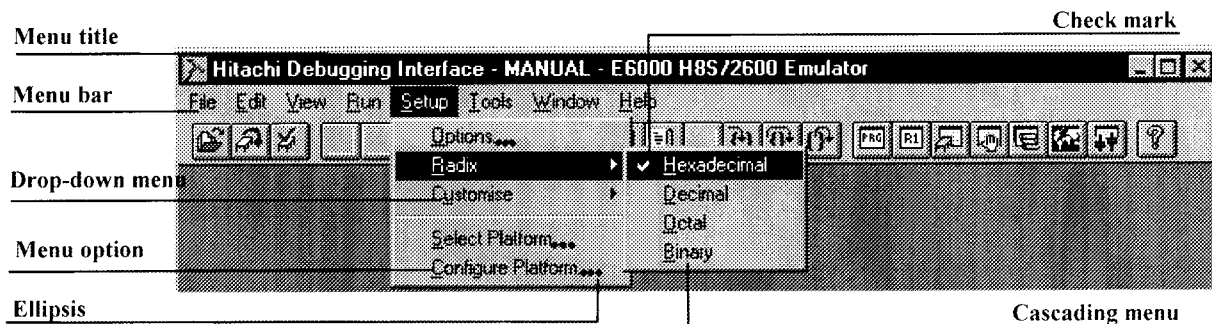 Check mark
Menu title
Hitachi Debugging Interface - MANUAL - E6000 H8S/2600 Emulator
Menu bar
File Edit View Run Setup Tools Window Help
Options...
PRG R1 ?
Radix
Hexadecimal
Drop-down menu
Customise
Decimal
Octal
Select Platform...
Binary
Menu option
Configure Platform...
Ellipsis
Cascading menu